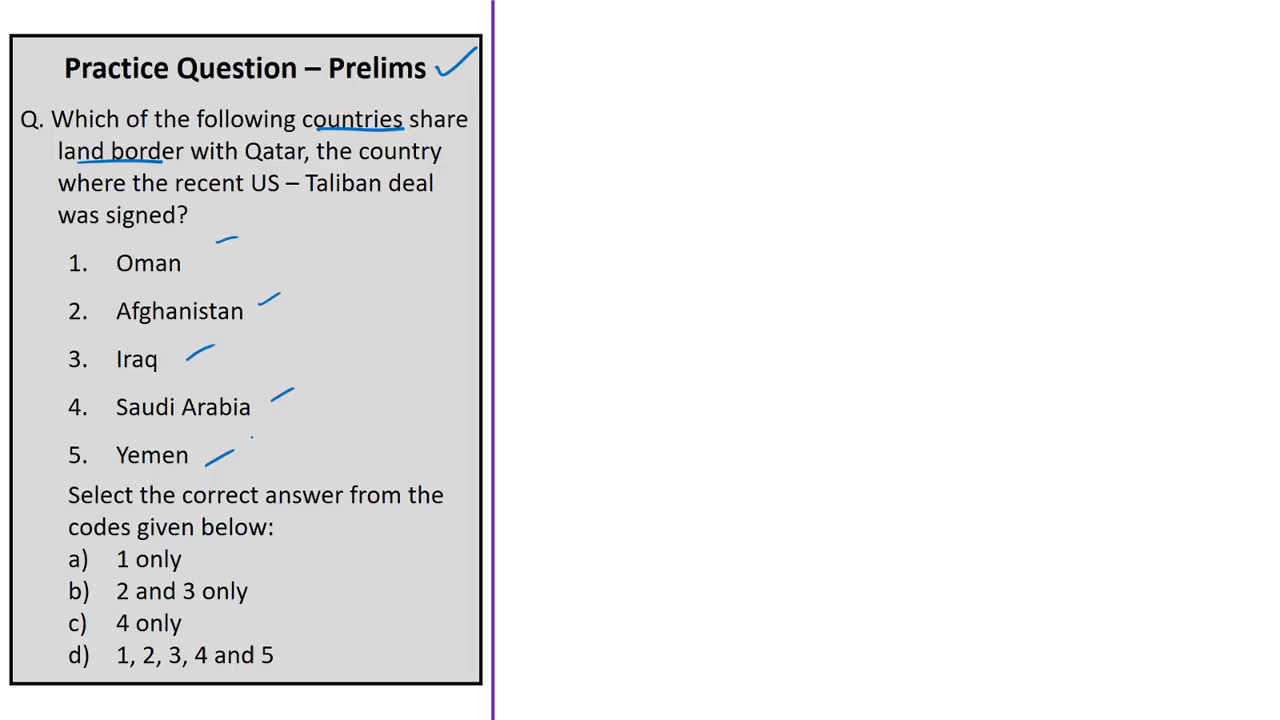 Practice Question – Prelims
Q. Which of the following countries share
land border with Qatar, the country
where the recent US – Taliban deal
was signed?
1. Oman
2. Afghanistan
3. Iraq
4. Saudi Arabia
5. Yemen
Select the correct answer from the
codes given below:
a) 1 only
b) 2 and 3 only
c) 4 only
d) 1, 2, 3, 4 and 5